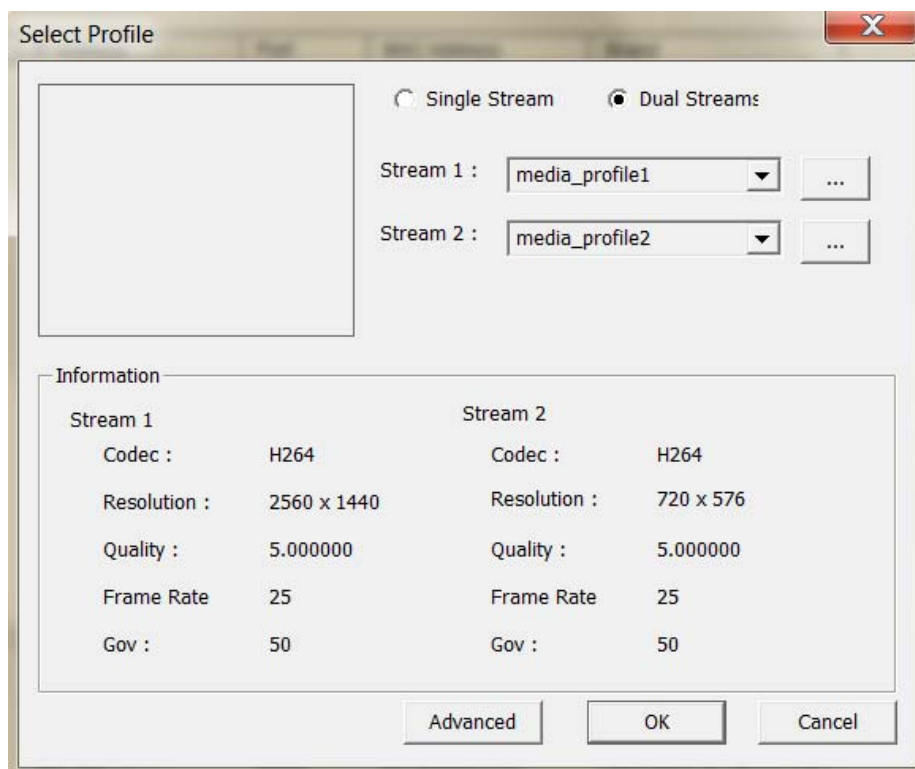 Select Profile
X
Single Stream Dual Streams
Stream 1 : media_profile1 ...
Stream 2 : media_profile2 ...
Information
Stream 1 Stream 2
Codec : H264 Codec : H264
Resolution : 2560 x 1440 Resolution : 720 x 576
Quality : 5.000000 Quality : 5.000000
Frame Rate 25 Frame Rate 25
Gov : 50 Gov : 50
Advanced OK Cancel